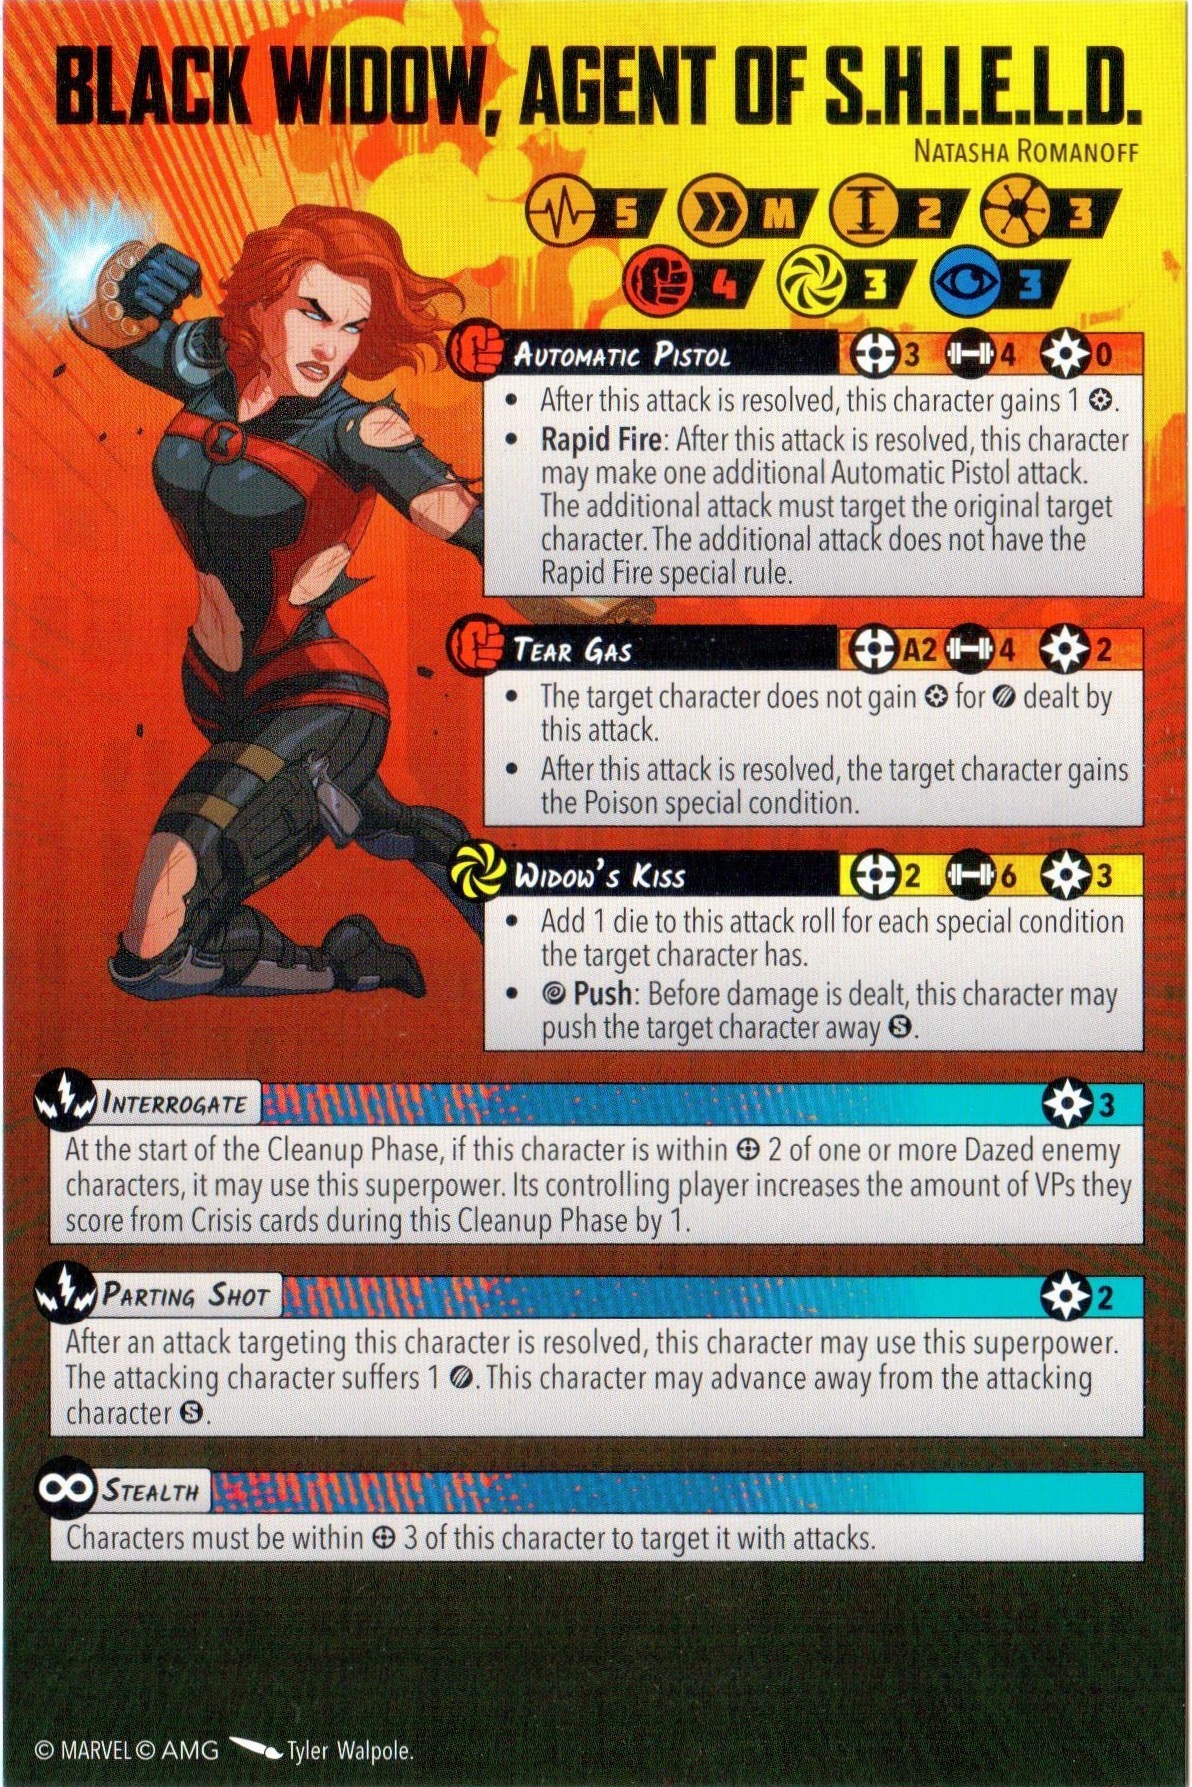 BLACK WIDOW, AGENT OF S.H.I.E.L.D.
NATASHA ROMANOFF
5 M 2 3
4 3 3
AUTOMATIC PISTOL 3 4 0
• After this attack is resolved, this character gains 1 .
• Rapid Fire: After this attack is resolved, this character
may make one additional Automatic Pistol attack.
The additional attack must target the original target
character. The additional attack does not have the
Rapid Fire special rule.
TEAR GAS A2 4 2
• The target character does not gain for dealt by
this attack.
• After this attack is resolved, the target character gains
the Poison special condition.
WIDOW'S KISS 2 6 3
• Add 1 die to this attack roll for each special condition
the target character has.
• Push: Before damage is dealt, this character may
push the target character away S.
INTERROGATE 3
At the start of the Cleanup Phase, if this character is within 2 of one or more Dazed enemy
characters, it may use this superpower. Its controlling player increases the amount of VPs they
score from Crisis cards during this Cleanup Phase by 1.
PARTING SHOT 2
After an attack targeting this character is resolved, this character may use this superpower.
The attacking character suffers 1 . This character may advance away from the attacking
character S.
STEALTH
Characters must be within 3 of this character to target it with attacks.
© MARVEL © AMG Tyler Walpole.